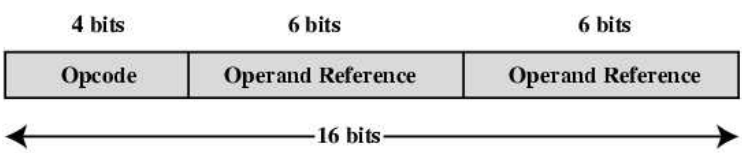 4 bits 6 bits 6 bits
Opcode Operand Reference Operand Reference
16 bits